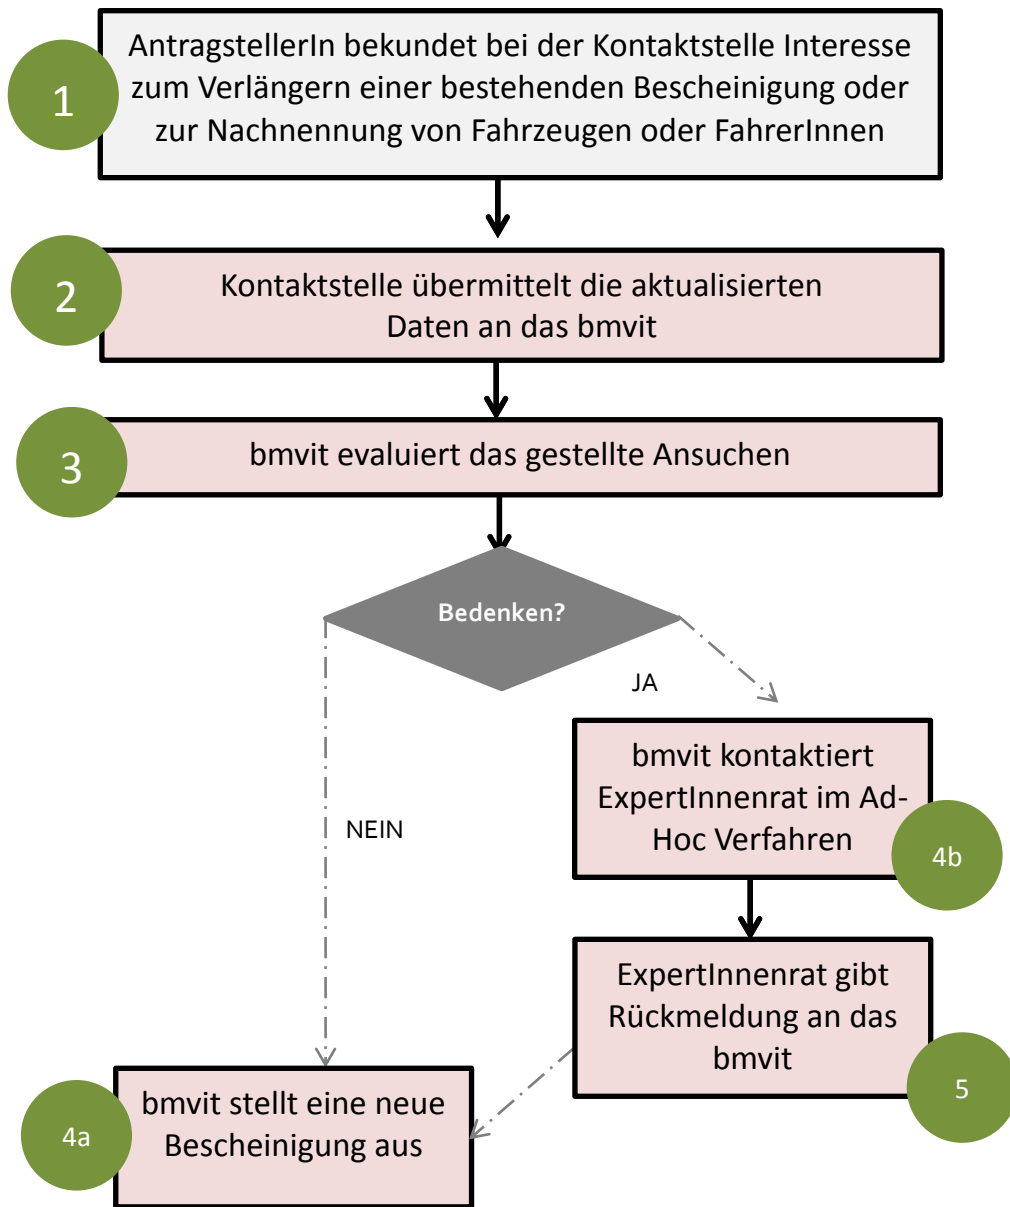 1
AntragstellerIn bekundet bei der Kontaktstelle Interesse
zum Verlängern einer bestehenden Bescheinigung oder
zur Nachnennung von Fahrzeugen oder FahrerInnen
2
Kontaktstelle übermittelt die aktualisierten
Daten an das bmvit
3
bmvit evaluiert das gestellte Ansuchen
Bedenken?
JA
NEIN
bmvit kontaktiert
ExpertInnenrat im Ad-
Hoc Verfahren
4b
ExpertInnenrat gibt
Rückmeldung an das
bmvit
5
4a
bmvit stellt eine neue
Bescheinigung aus